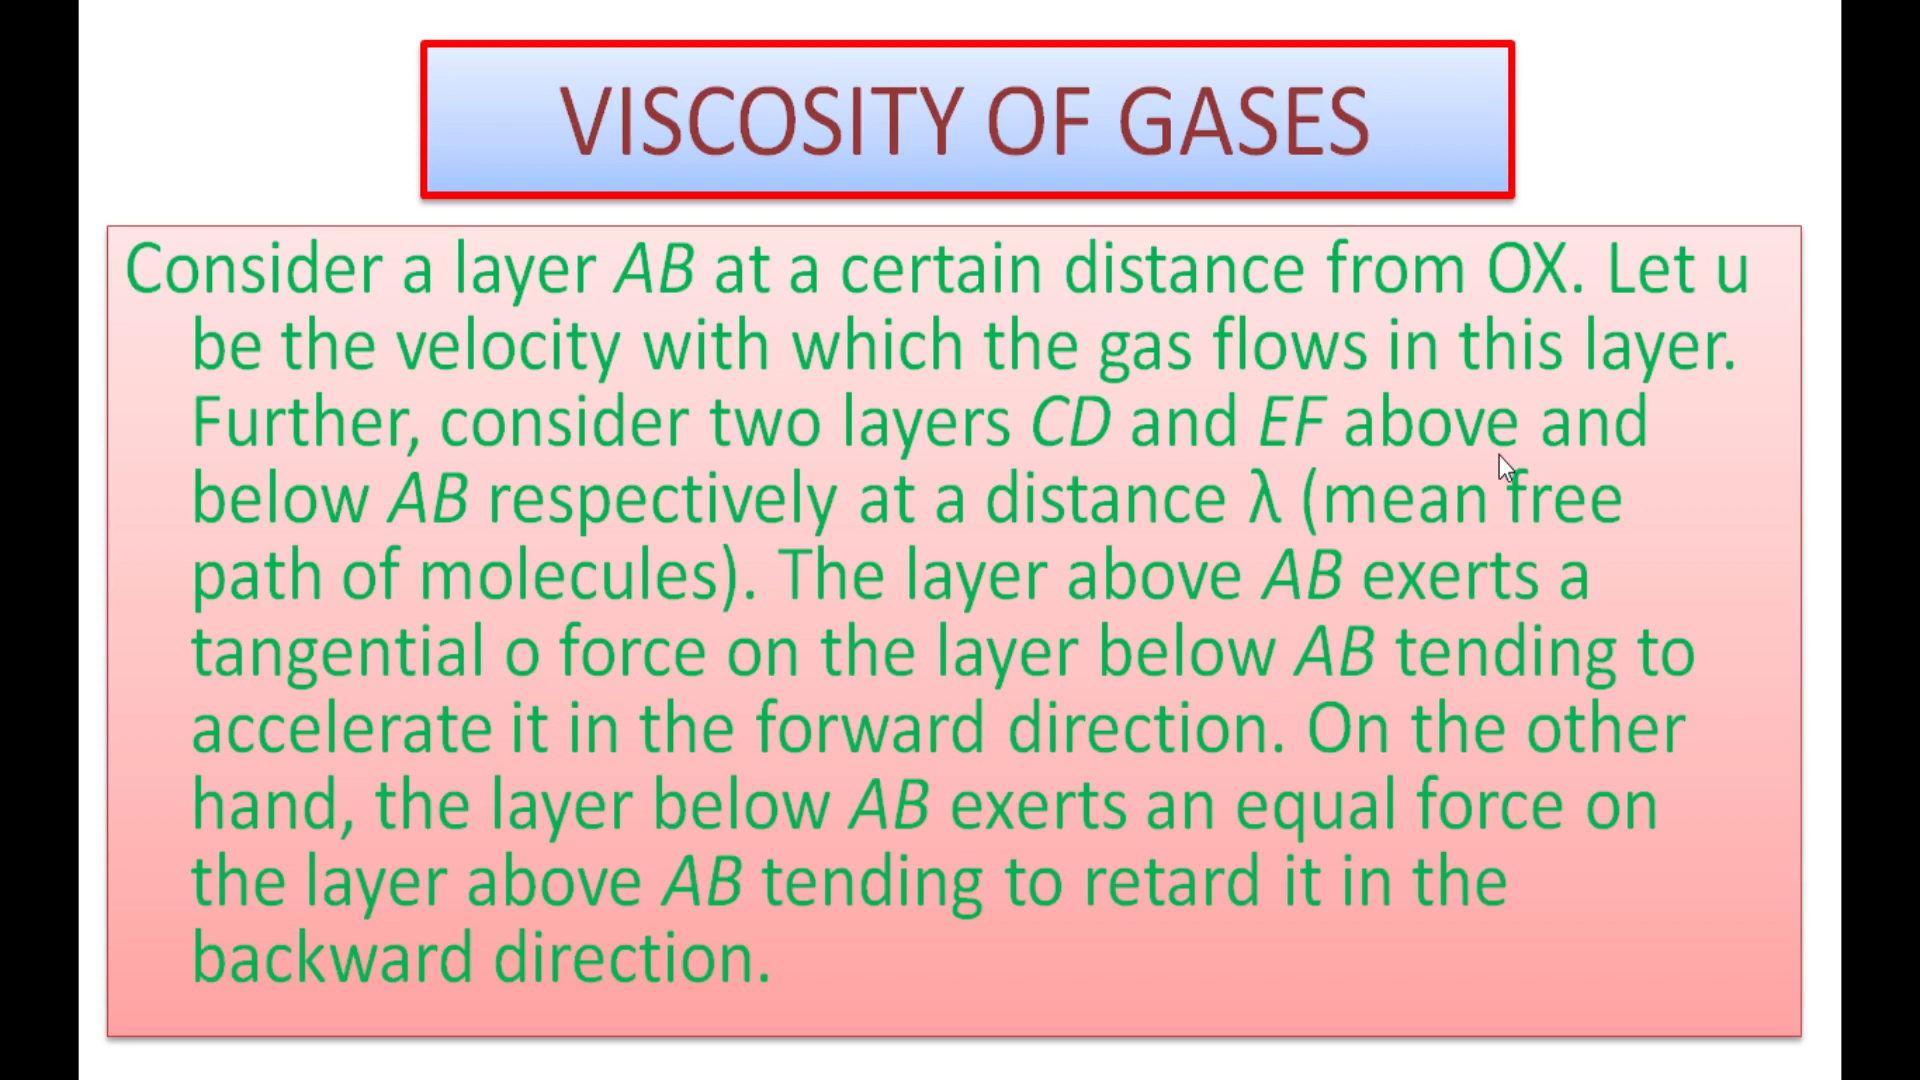 VISCOSITY OF GASES
Consider a layer AB at a certain distance from OX. Let u
be the velocity with which the gas flows in this layer.
Further, consider two layers CD and EF above and
below AB respectively at a distance λ (mean free
path of molecules). The layer above AB exerts a
tangential o force on the layer below AB tending to
accelerate it in the forward direction. On the other
hand, the layer below AB exerts an equal force on
the layer above AB tending to retard it in the
backward direction.